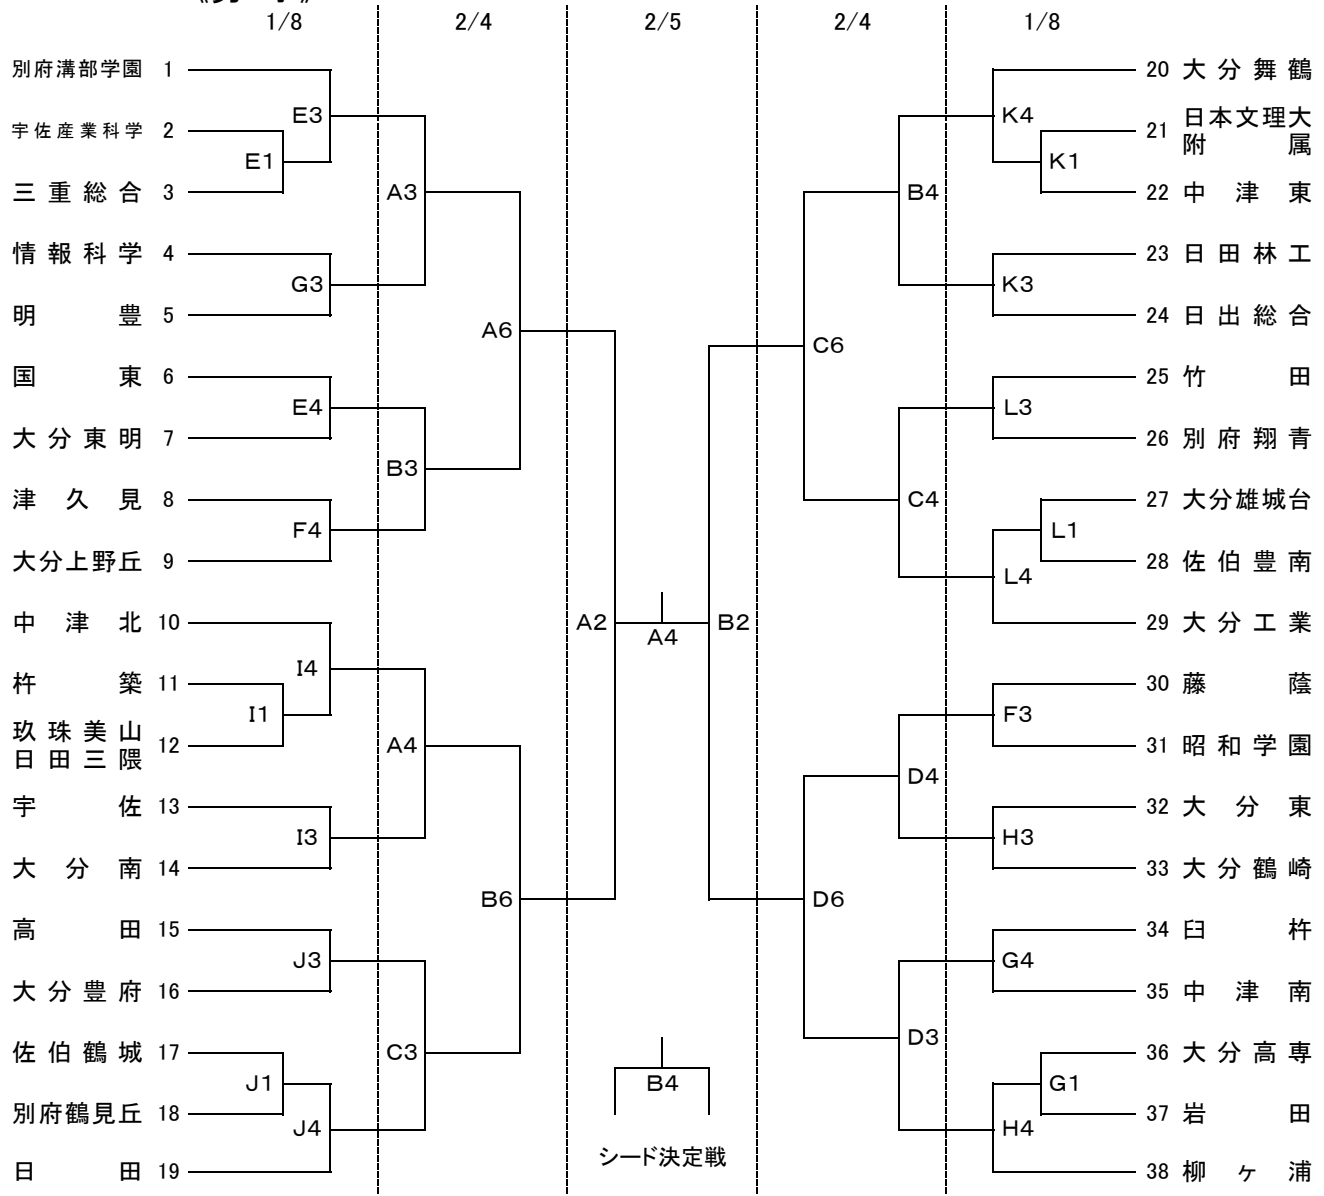 1/8 2/4 2/5 2/4 1/8
別府溝部学園 1
宇佐産業科学 2
三重総合 3
情報科学 4
明豊 5
国東 6
大分東明 7
津久見 8
大分上野丘 9
中津北 10
杵築 11
玖珠美山
日田三隈 12
宇佐 13
大分南 14
高田 15
大分豊府 16
佐伯鶴城 17
別府鶴見丘 18
日田 19
E3
E1
G3
E4
F4
I4
I1
I3
J3
J1
J4
A3
B3
A4
C3
A6
B6
A2
A4
B2
B4
シード決定戦
C6
D6
B4
C4
D4
D3
K4
K1
K3
L3
L1
L4
F3
H3
G4
G1
H4
20 大分舞鶴
21 日本文理大
附属
22 中津東
23 日田林工
24 日出総合
25 竹田
26 別府翔青
27 大分雄城台
28 佐伯豊南
29 大分工業
30 藤蔭
31 昭和学園
32 大分東
33 大分鶴崎
34 臼杵
35 中津南
36 大分高専
37 岩田
38 柳ヶ浦